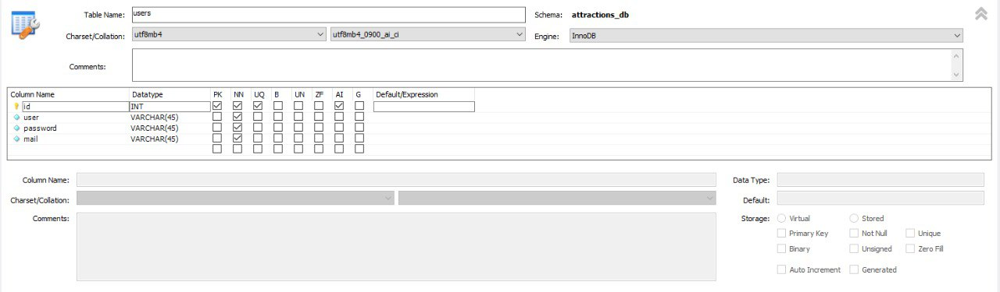 Table Name: users Schema: attractions_db
Charset/Collation: utf8mb4 utf8mb4_0900_ai_ci Engine: InnoDB
Comments:
Column Name Datatype PK NN UQ B UN ZF AI G Default/Expression
id INT
user VARCHAR(45)
password VARCHAR(45)
mail VARCHAR(45)
Column Name: Data Type:
Charset/Collation: Default:
Comments: Storage: Virtual Stored
Primary Key Not Null Unique
Binary Unsigned Zero Fill
Auto Increment Generated